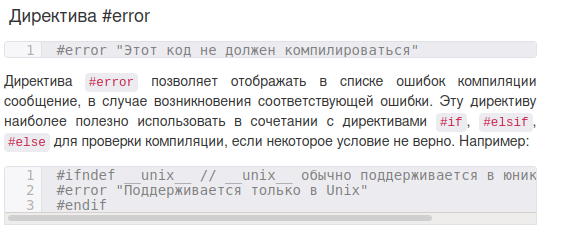 Директива #error
1 #error "Этот код не должен компилироваться"
Директива #error позволяет отображать в списке ошибок компиляции
сообщение, в случае возникновения соответствующей ошибки. Эту директиву
наиболее полезно использовать в сочетании с директивами #if, #elsif,
#else для проверки компиляции, если некоторое условие не верно. Например:
1 #ifndef __unix__ // __unix__ обычно поддерживается в юник
2 #error "Поддерживается только в Unix"
3 #endif